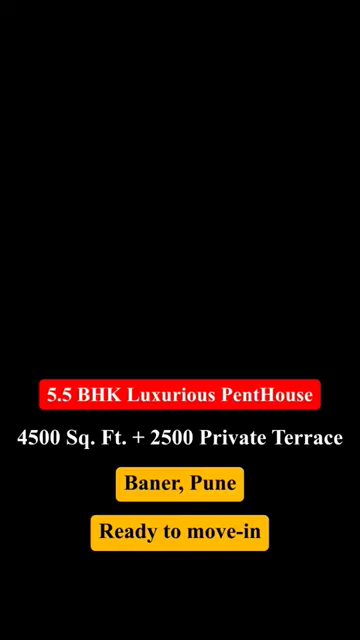 5.5 BHK Luxurious PentHouse
4500 Sq. Ft. + 2500 Private Terrace
Baner, Pune
Ready to move-in